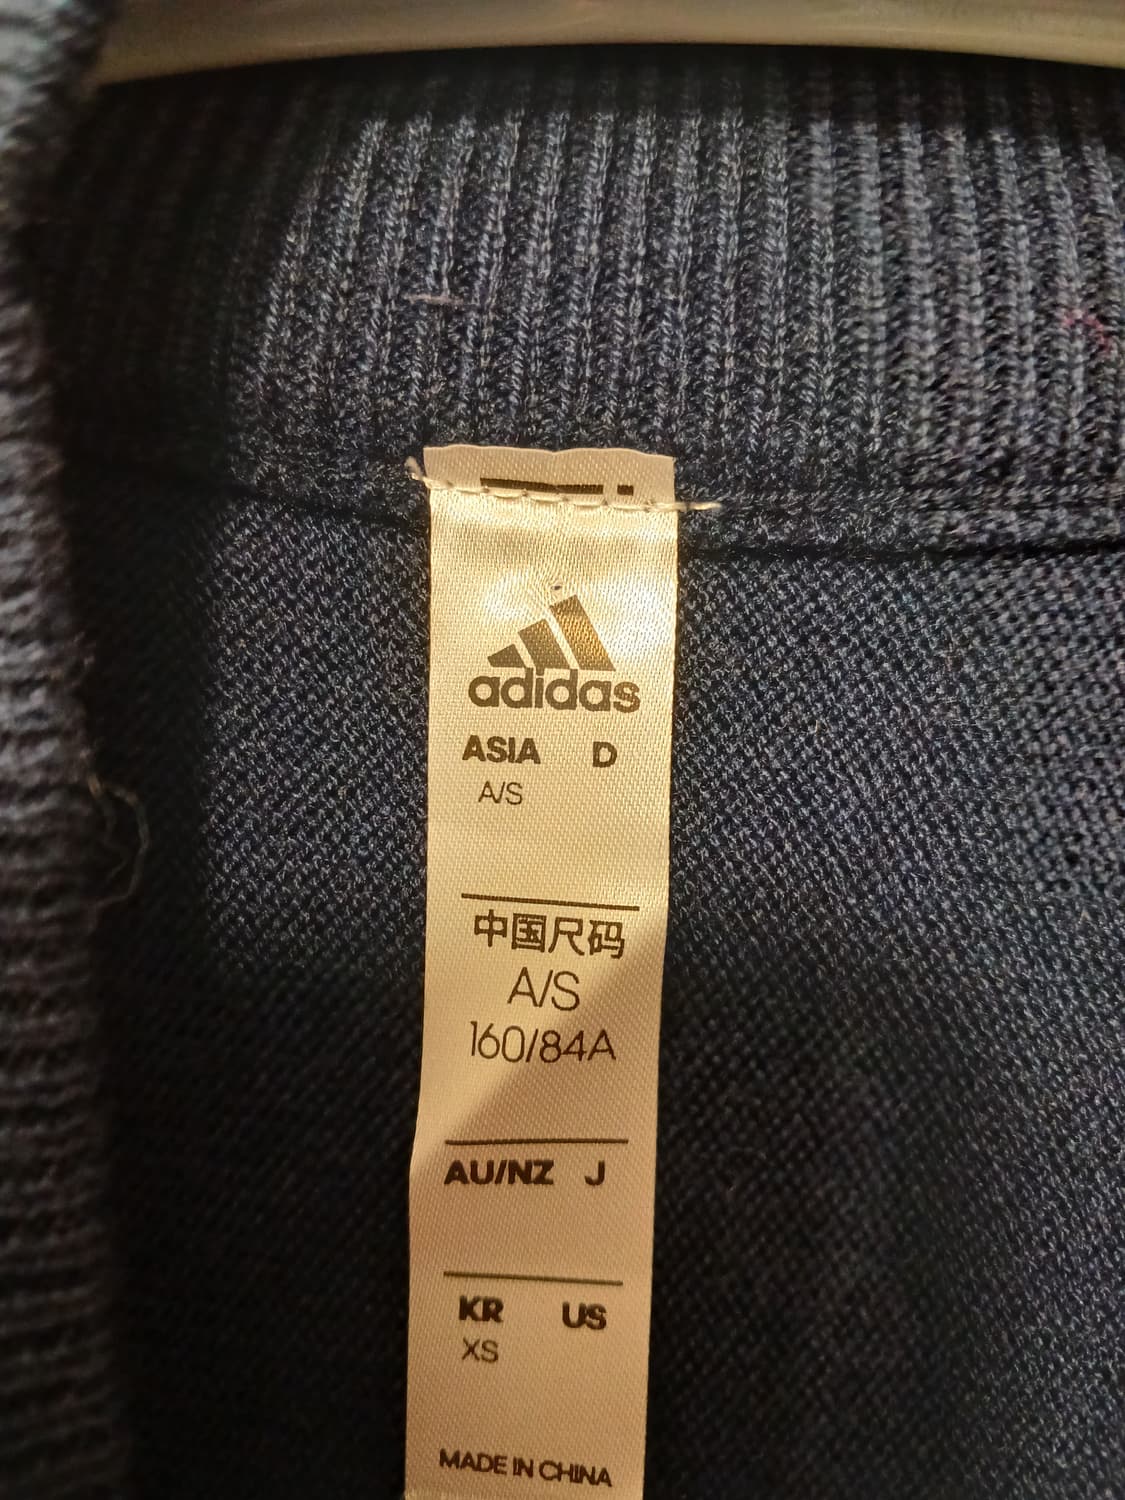 adidas
ASIA D
A/S
中国尺码
A/S
160/84A
AU/NZ J
KR US
XS
MADE IN CHINA